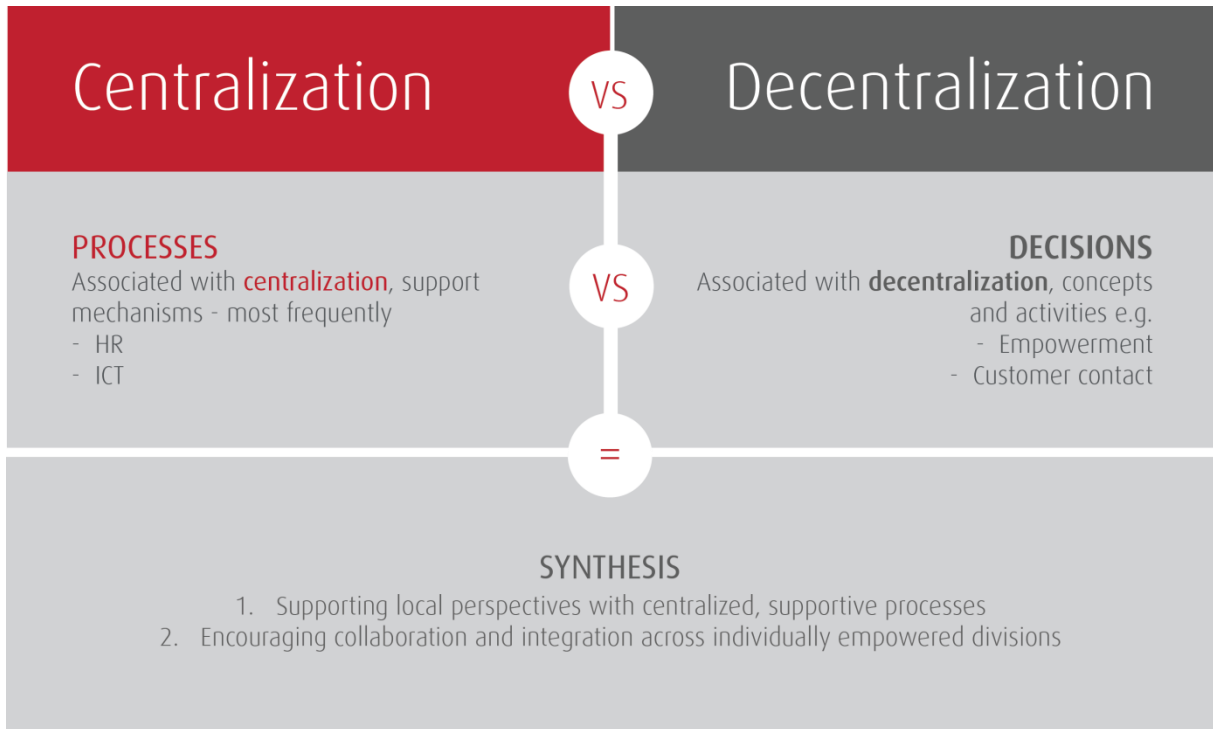 Centralization
VS
Decentralization
PROCESSES
Associated with centralization, support
mechanisms - most frequently
- HR
- ICT
VS
DECISIONS
Associated with decentralization, concepts
and activities e.g.
- Empowerment
- Customer contact
=
SYNTHESIS
1. Supporting local perspectives with centralized, supportive processes
2. Encouraging collaboration and integration across individually empowered divisions